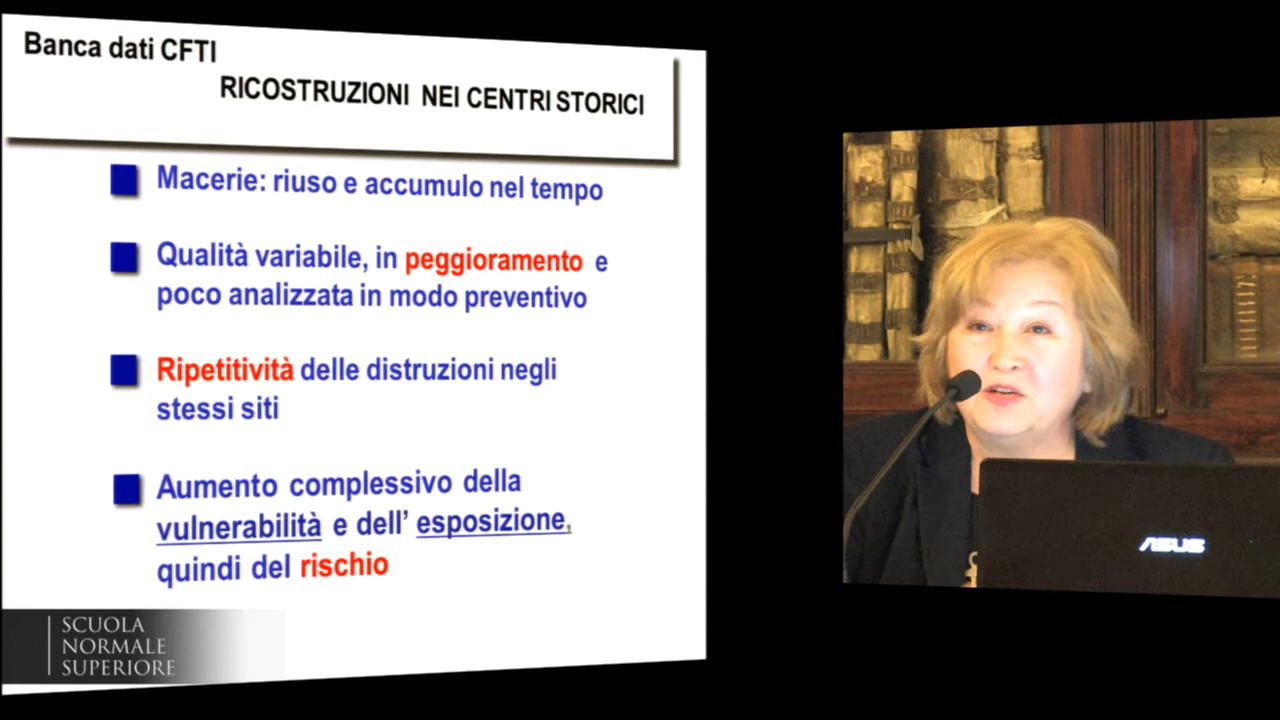 Banca dati CFTI
RICOSTRUZIONI NEI CENTRI STORICI
Macerie: riuso e accumulo nel tempo
Qualità variabile, in peggioramento e
poco analizzata in modo preventivo
Ripetitività delle distruzioni negli
stessi siti
Aumento complessivo della
vulnerabilità e dell' esposizione,
quindi del rischio
SCUOLA
NORMALE
SUPERIORE
ASUS